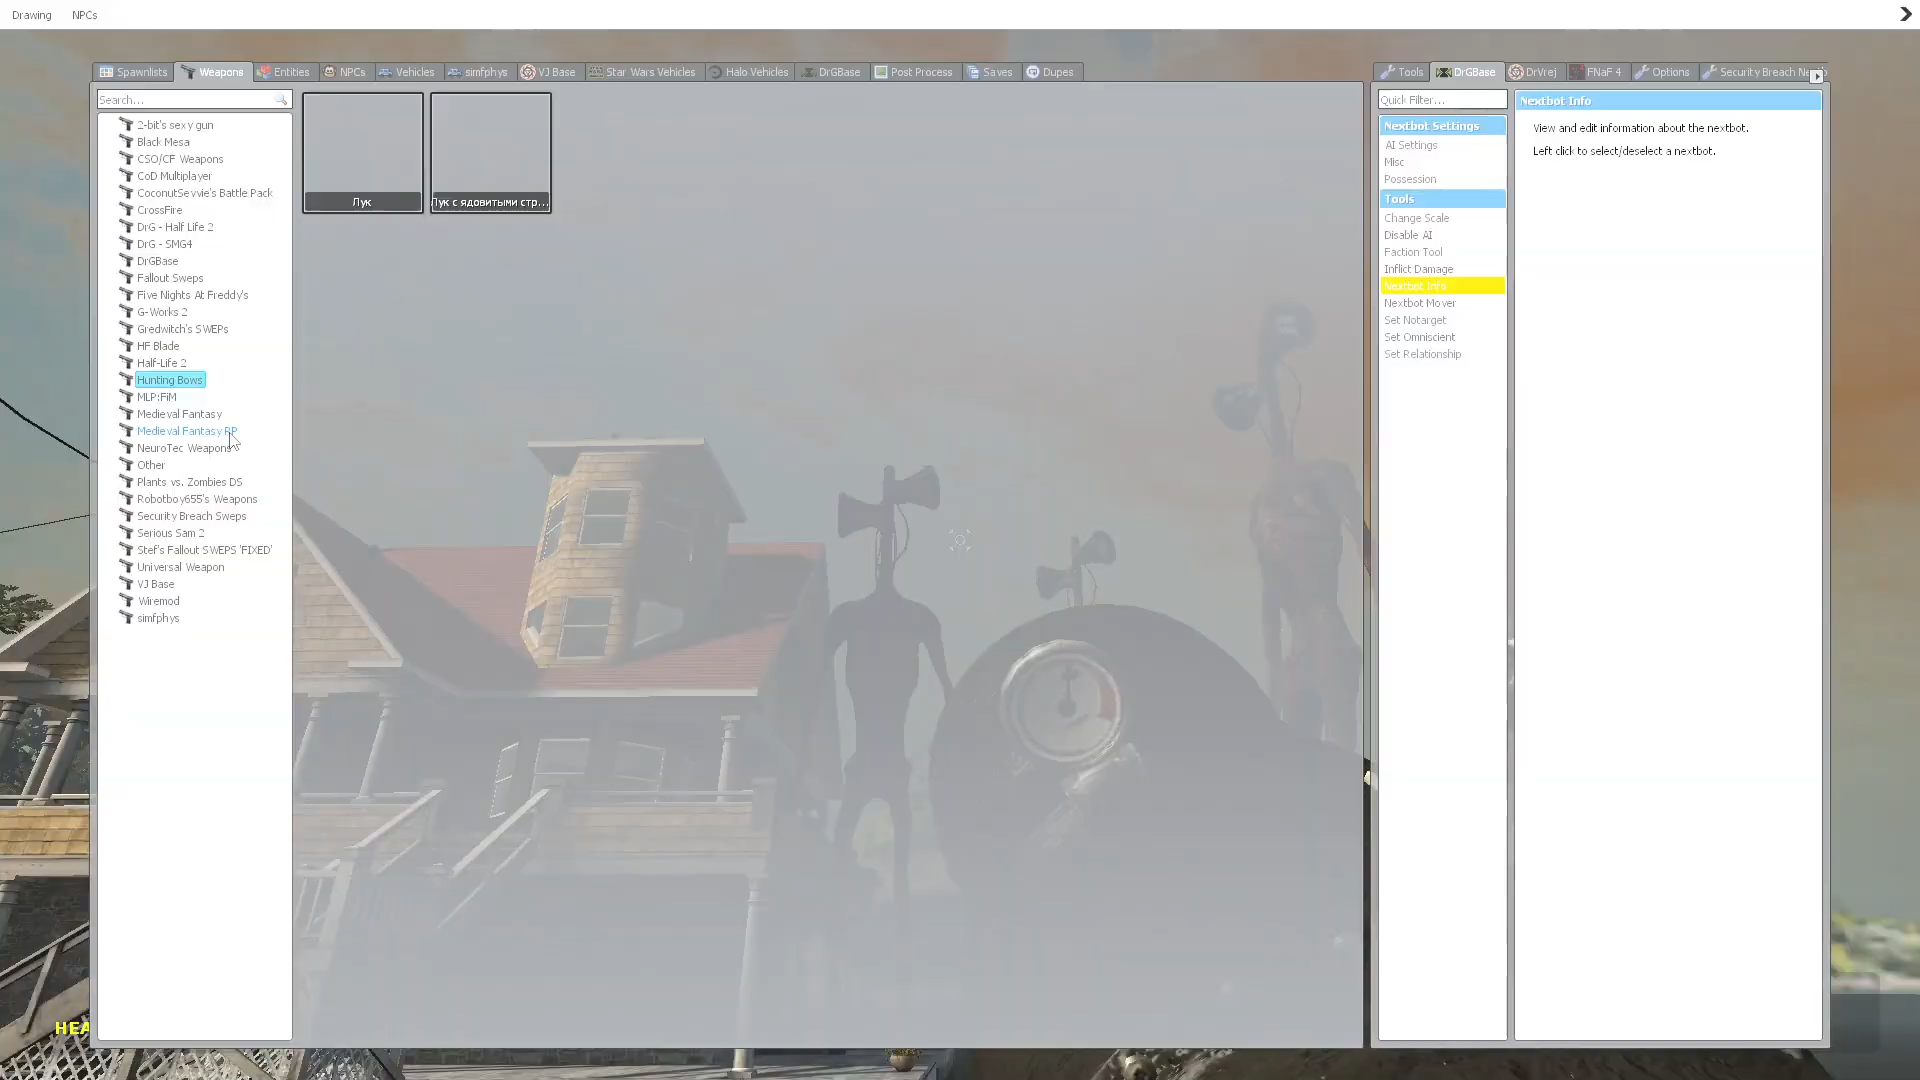 Drawing NPCs
Spawnlists Weapons Entities NPCs Vehicles simfphys VJ Base Star Wars Vehicles Halo Vehicles DrGBase Post Process Saves Dupes
Tools DrGBase DrVrej FNaF 4 Options Security Breach
Search...
2-bit's sexy gun
Black Mesa
CSO/CF Weapons
CoD Multiplayer
CoconutSevvie's Battle Pack
CrossFire
DrG - Half Life 2
DrG - SMG4
DrGBase
Fallout Sweps
Five Nights At Freddy's
G-Works 2
Gredwitch's SWEPs
HF Blade
Half-Life 2
Hunting Bows
MLP:FiM
Medieval Fantasy
Medieval Fantasy RP
NeuroTec Weapons
Other
Plants vs. Zombies DS
Robotboy655's Weapons
Security Breach Sweps
Serious Sam 2
Stef's Fallout SWEPS 'FIXED'
Universal Weapon
VJ Base
Wiremod
simfphys
Лук
Лук с ядовитыми стр...
Quick Filter...
Nextbot Settings
AI Settings
Misc
Possession
Tools
Change Scale
Disable AI
Faction Tool
Inflict Damage
Nextbot Info
Nextbot Mover
Set Notarget
Set Omniscient
Set Relationship
Nextbot Info
View and edit information about the nextbot.
Left click to select/deselect a nextbot.
HEA